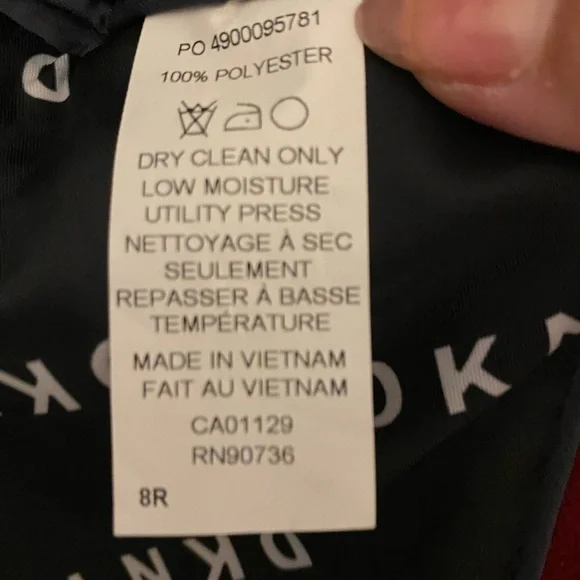 PO 4900095781
100% POLYESTER
DRY CLEAN ONLY
LOW MOISTURE
UTILITY PRESS
NETTOYAGE À SEC
SEULEMENT
REPASSER À BASSE
TEMPÉRATURE
MADE IN VIETNAM
FAIT AU VIETNAM
CA01129
RN90736
8R
DKN